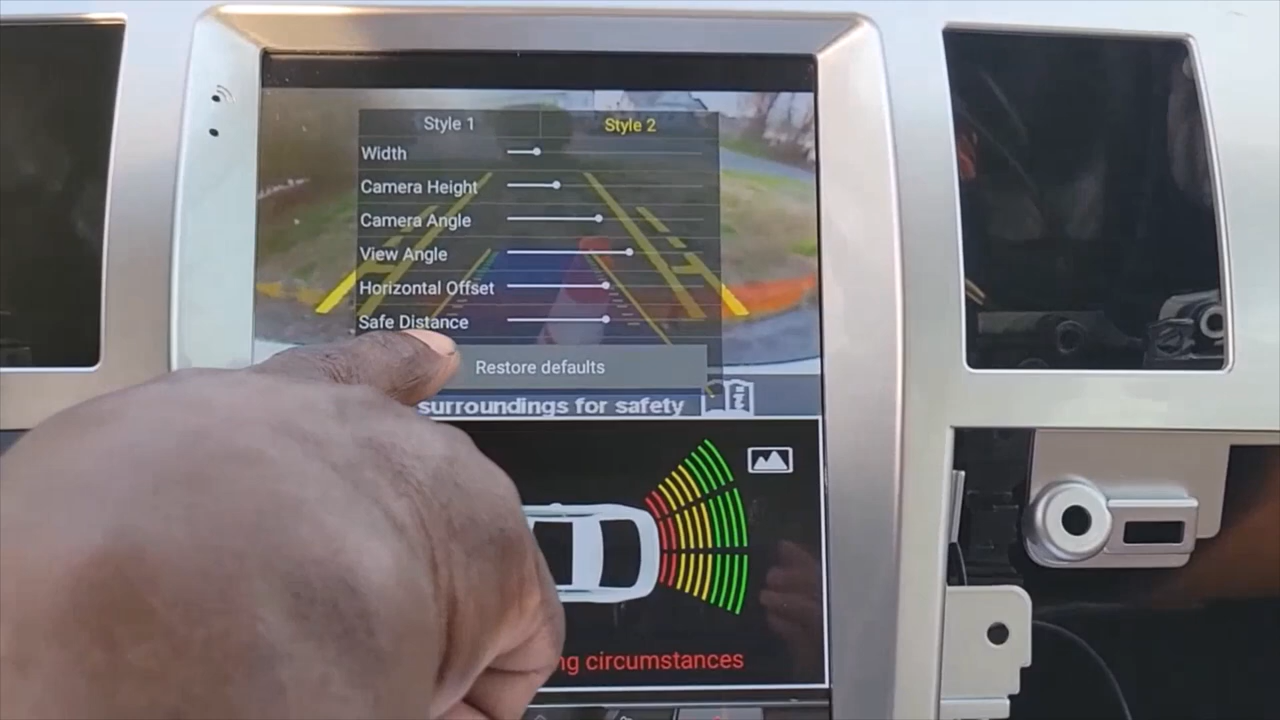 Style 1
Style 2
Width
Camera Height
Camera Angle
View Angle
Horizontal Offset
Safe Distance
Restore defaults
surroundings for safety
circumstances